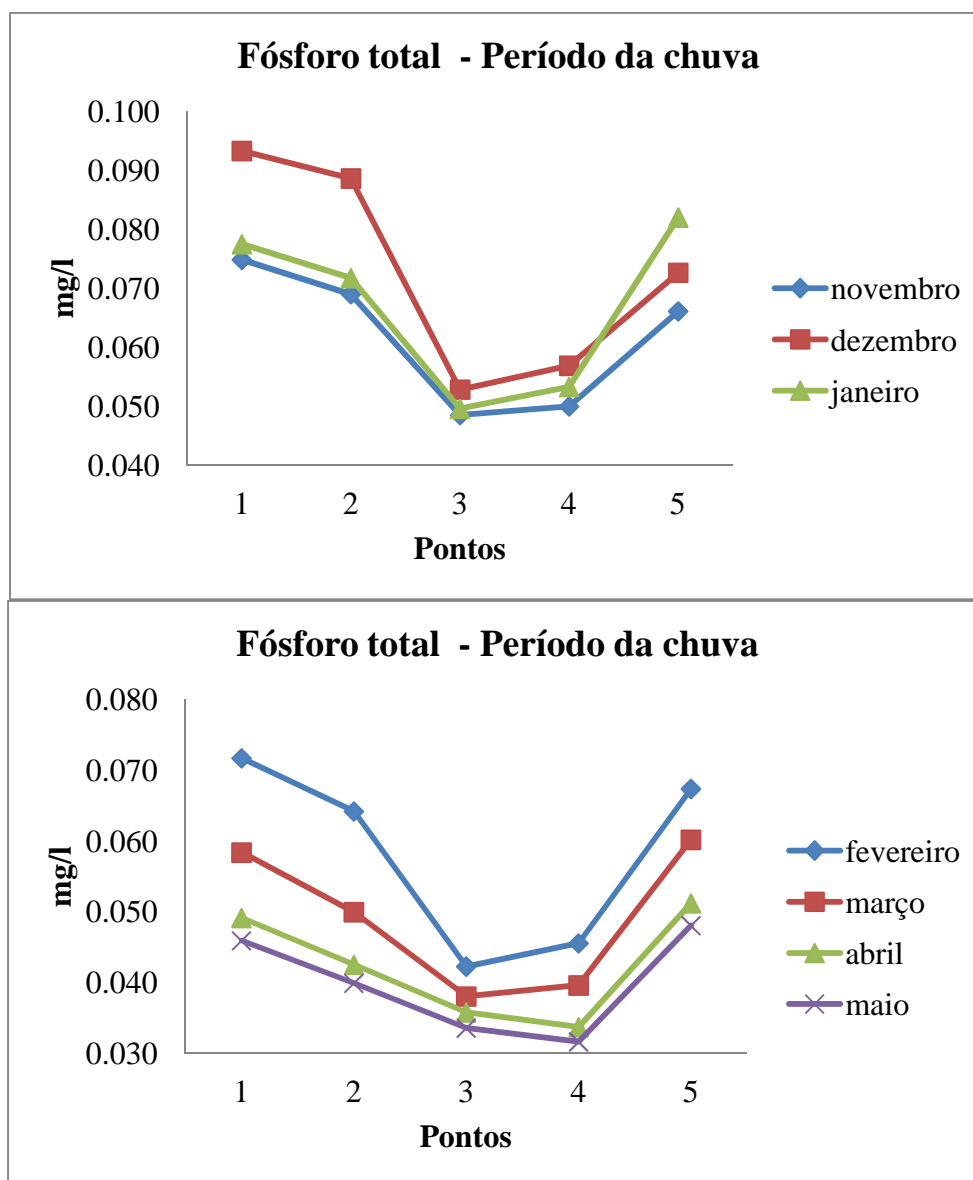 Fósforo total - Período da chuva
0.100
0.090
0.080
0.070
0.060
0.050
0.040
mg/l
1 2 3 4 5
Pontos
novembro
dezembro
janeiro
Fósforo total - Período da chuva
0.080
0.070
0.060
0.050
0.040
0.030
mg/l
1 2 3 4 5
Pontos
fevereiro
março
abril
maio